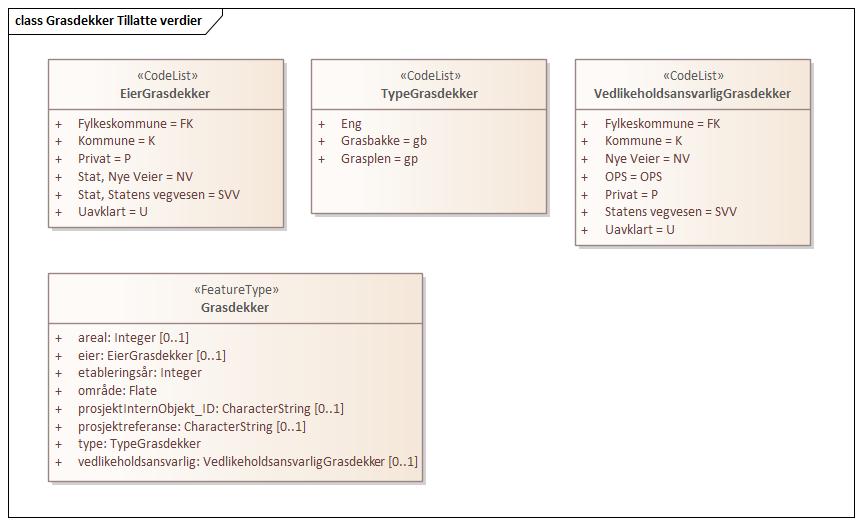 class Grasdekker Tillatte verdier
«CodeList»
EierGrasdekker
+ Fylkeskommune = FK
+ Kommune = K
+ Privat = P
+ Stat, Nye Veier = NV
+ Stat, Statens vegvesen = SVV
+ Uavklart = U
«CodeList»
TypeGrasdekker
+ Eng
+ Grasbakke = gb
+ Grasplen = gp
«CodeList»
VedlikeholdsansvarligGrasdekker
+ Fylkeskommune = FK
+ Kommune = K
+ Nye Veier = NV
+ OPS = OPS
+ Privat = P
+ Statens vegvesen = SVV
+ Uavklart = U
«FeatureType»
Grasdekker
+ areal: Integer [0..1]
+ eier: EierGrasdekker [0..1]
+ etableringsår: Integer
+ område: Flate
+ prosjektInternObjekt_ID: CharacterString [0..1]
+ prosjektreferanse: CharacterString [0..1]
+ type: TypeGrasdekker
+ vedlikeholdsansvarlig: VedlikeholdsansvarligGrasdekker [0..1]